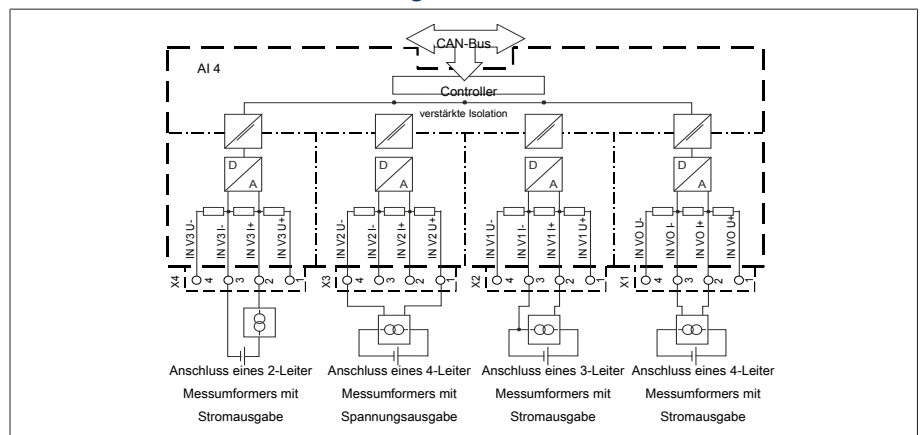 CAN-Bus
AI 4
Controller
verstärkte Isolation
D
A
D
A
D
A
D
A
IN V3 U-
IN V3 I-
IN V3 I+
IN V3 U+
IN V2 U-
IN V2 I-
IN V2 I+
IN V2 U+
IN V1 U-
IN V1 I-
IN V1 I+
IN V1 U+
IN VO U-
IN VO I-
IN VO I+
IN VO U+
X4
4
3
2
1
X3
4
3
2
1
X2
4
3
2
1
X1
4
3
2
1
Anschluss eines 2-Leiter
Messumformers mit
Stromausgabe
Anschluss eines 4-Leiter
Messumformers mit
Spannungsausgabe
Anschluss eines 3-Leiter
Messumformers mit
Stromausgabe
Anschluss eines 4-Leiter
Messumformers mit
Stromausgabe